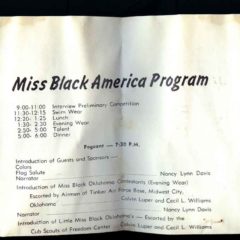 Miss Black America Program
9:00-11:00 Interview Preliminary Competition
11:30-12:15 Swim Wear
12:30- 1:25 Lunch
1:30- 2:30 Evening Wear
2:50- 5:00 Talent
5:00- 6:00 Dinner
Pageant — 7:30 P.M.
Introduction of Guests and Sponsors —
Colors
Flag Salute
Narrator Nancy Lynn Davis
Introduction of Miss Black Oklahoma Contestants (Evening Wear)
Escorted by Airmen of Tinker Air Force Base, Midwest City,
Oklahoma Calvin Luper and Cecil L. Williams
Narrator Nancy Lynn Davis
Introduction of Little Miss Black Oklahoma's — Escorted by the
Cub Scouts of Freedom Center Calvin Luper and Cecil E. Williams